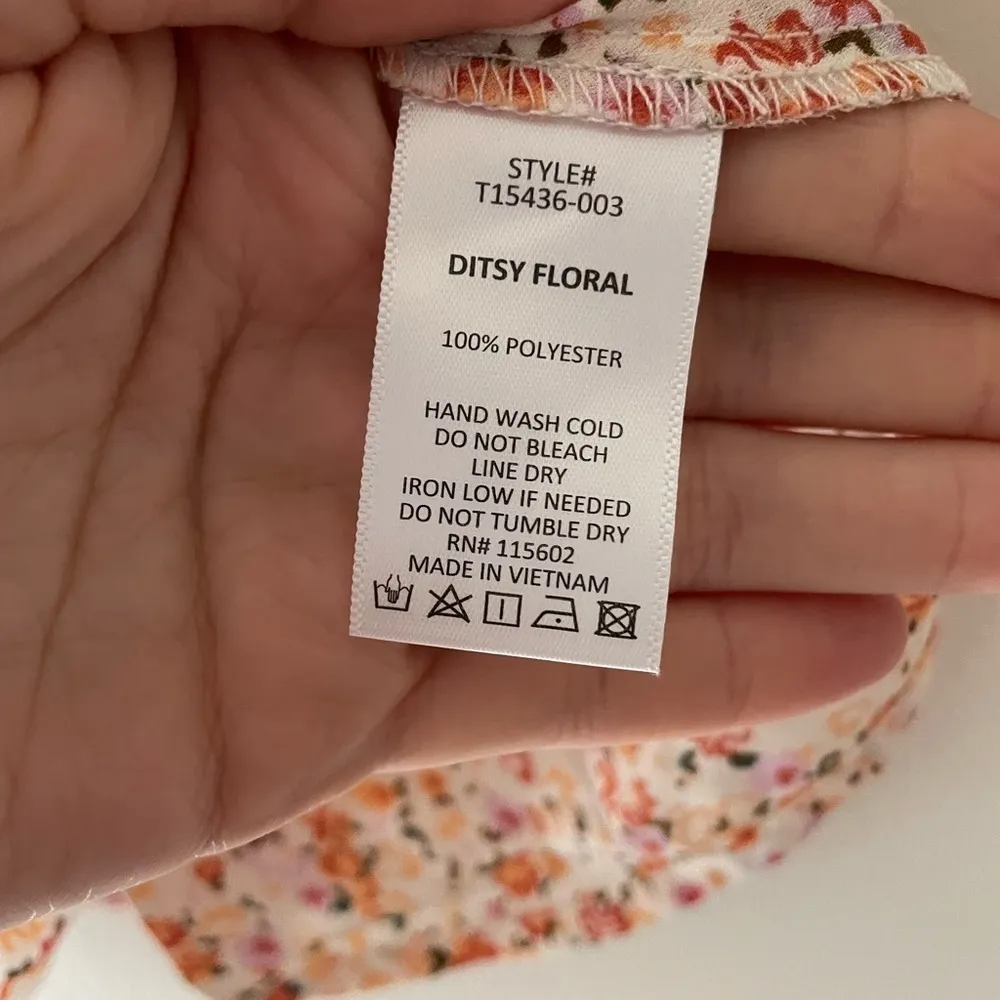 STYLE#
T15436-003
DITSY FLORAL
100% POLYESTER
HAND WASH COLD
DO NOT BLEACH
LINE DRY
IRON LOW IF NEEDED
DO NOT TUMBLE DRY
RN# 115602
MADE IN VIETNAM